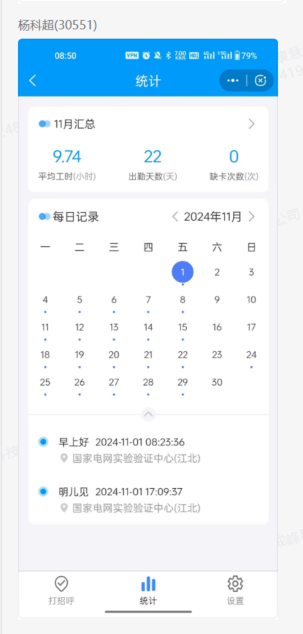 杨科超(30551)
08:50
79%
统计
11月汇总
9.74 22 0
平均工时(小时) 出勤天数(天) 缺卡次数(次)
每日记录 2024年11月
一 二 三 四 五 六 日
1 2 3
4 5 6 7 8 9 10
11 12 13 14 15 16 17
18 19 20 21 22 23 24
25 26 27 28 29 30
早上好 2024-11-01 08:23:36
国家电网实验验证中心(江北)
明儿见 2024-11-01 17:09:37
国家电网实验验证中心(江北)
打招呼 统计 设置